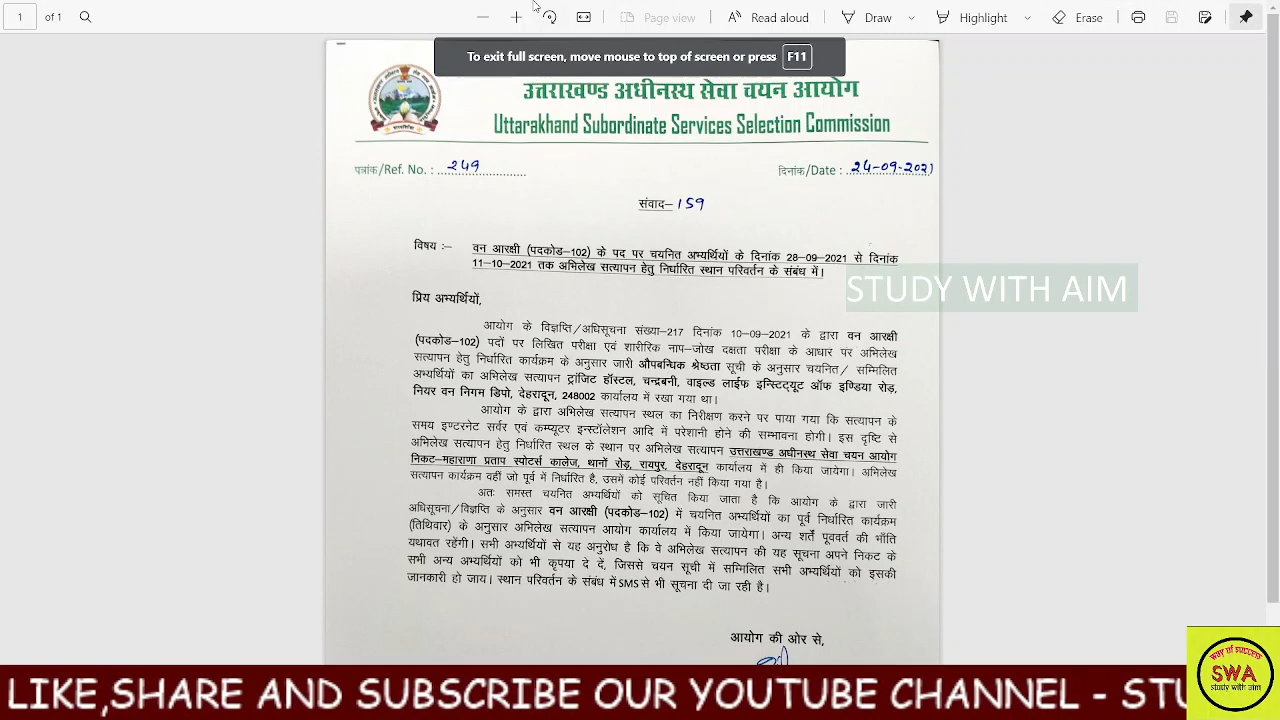 1 of 1
Page view
Read aloud
Draw
Highlight
Erase
To exit full screen, move mouse to top of screen or press F11
उत्तराखण्ड अधीनस्थ सेवा चयन आयोग
Uttarakhand Subordinate Services Selection Commission
पत्रांक/Ref. No. : 249
दिनांक/Date : 24-09-2021
संवाद–159
विषय :– वन आरक्षी (पदकोड–102) के पद पर चयनित अभ्यर्थियों के दिनांक 28–09–2021 से दिनांक
11–10–2021 तक अभिलेख सत्यापन हेतु निर्धारित स्थान परिवर्तन के संबंध में।
STUDY WITH AIM
प्रिय अभ्यर्थियों,
आयोग के विज्ञप्ति/अधिसूचना संख्या–217 दिनांक 10–09–2021 के द्वारा वन आरक्षी
(पदकोड–102) पदों पर लिखित परीक्षा एवं शारीरिक नाप–जोख दक्षता परीक्षा के आधार पर अभिलेख
सत्यापन हेतु निर्धारित कार्यक्रम के अनुसार जारी औपबन्धिक श्रेष्ठता सूची के अनुसार चयनित/ सम्मिलित
अभ्यर्थियों का अभिलेख सत्यापन ट्रांजिट हॉस्टल, चन्द्रबनी, वाइल्ड लाईफ इन्स्टिट्यूट ऑफ इण्डिया रोड़,
नियर वन निगम डिपो, देहरादून, 248002 कार्यालय में रखा गया था।
आयोग के द्वारा अभिलेख सत्यापन स्थल का निरीक्षण करने पर पाया गया कि सत्यापन के
समय इण्टरनेट सर्वर एवं कम्प्यूटर इन्स्टॉलेशन आदि में परेशानी होने की सम्भावना होगी। इस दृष्टि से
अभिलेख सत्यापन हेतु निर्धारित स्थल के स्थान पर अभिलेख सत्यापन उत्तराखण्ड अधीनस्थ सेवा चयन आयोग
निकट–महाराणा प्रताप स्पोटर्स कालेज, थानों रोड़, रायपुर, देहरादून कार्यालय में ही किया जायेगा। अभिलेख
सत्यापन कार्यक्रम वहीं जो पूर्व में निर्धारित है, उसमें कोई परिवर्तन नहीं किया गया है।
अतः समस्त चयनित अभ्यर्थियों को सूचित किया जाता है कि आयोग के द्वारा जारी
अधिसूचना/विज्ञप्ति के अनुसार वन आरक्षी (पदकोड–102) में चयनित अभ्यर्थियों का पूर्व निर्धारित कार्यक्रम
(तिथिवार) के अनुसार अभिलेख सत्यापन आयोग कार्यालय में किया जायेगा। अन्य शर्तें पूववर्त की भाँति
यथावत रहेंगी। सभी अभ्यर्थियों से यह अनुरोध है कि वे अभिलेख सत्यापन की यह सूचना अपने निकट के
सभी अन्य अभ्यर्थियों को भी कृपया दे दें, जिससे चयन सूची में सम्मिलित सभी अभ्यर्थियों को इसकी
जानकारी हो जाय। स्थान परिवर्तन के संबंध में SMS से भी सूचना दी जा रही है।
आयोग की ओर से,
LIKE,SHARE AND SUBSCRIBE OUR YOUTUBE CHANNEL - STU
way of success
SWA
study with aim